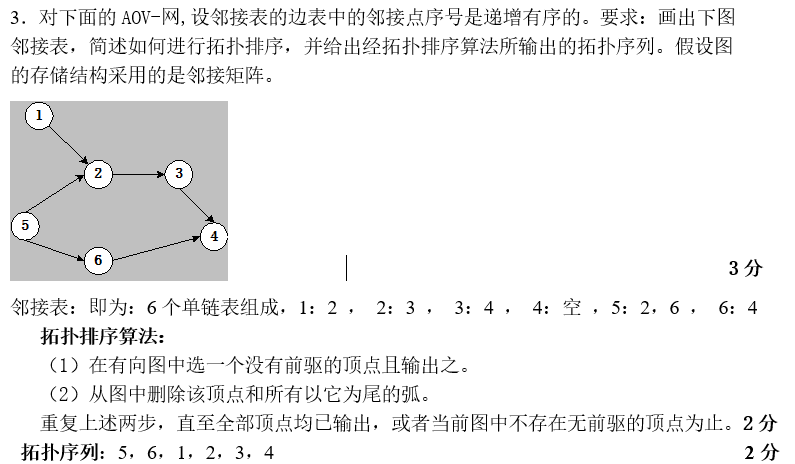 3．对下面的 AOV-网,设邻接表的边表中的邻接点序号是递增有序的。要求：画出下图
邻接表，简述如何进行拓扑排序，并给出经拓扑排序算法所输出的拓扑序列。假设图
的存储结构采用的是邻接矩阵。
1
2
3
5
4
6
3 分
邻接表：即为：6 个单链表组成，1：2 ， 2：3 ， 3：4 ， 4：空 ，5：2，6 ， 6：4
拓扑排序算法：
（1）在有向图中选一个没有前驱的顶点且输出之。
（2）从图中删除该顶点和所有以它为尾的弧。
重复上述两步，直至全部顶点均已输出，或者当前图中不存在无前驱的顶点为止。2 分
拓扑序列：5，6，1，2，3，4 2 分